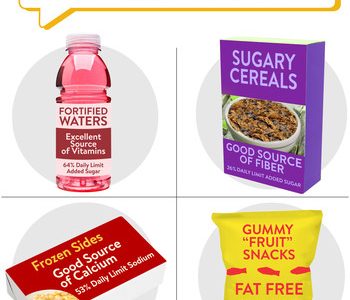 FORTIFIED
WATERS
Excellent
Source
of Vitamins
64% Daily Limit
Added Sugar
SUGARY
CEREALS
GOOD SOURCE
OF FIBER
26% DAILY LIMIT ADDED SUGAR
Frozen Sides
Good Source
of Calcium
53% Daily Limit Sodium
GUMMY
"FRUIT"
SNACKS
FAT FREE